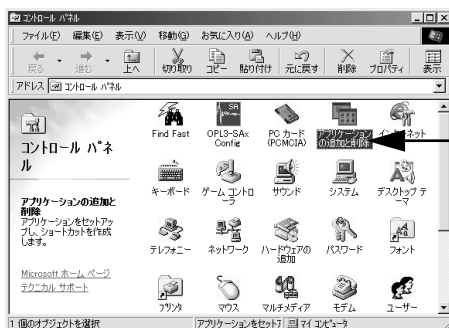 コントロール パネル
ファイル(F) 編集(E) 表示(V) 移動(G) お気に入り(A) ヘルプ(H)
戻る 進む 上へ 切り取り コピー 貼り付け 元に戻す 削除 プロパティ 表示
アドレス コントロール パネル
コントロール パネ
ル
アプリケーションの追加と
削除
アプリケーションをセットアッ
プし、ショートカットを作成
します。
Microsoft ホーム ページ
テクニカル サポート
Find Fast
OPL3-SAx
Config
PC カード
(PCMCIA)
アプリケーション
の追加と削除
インターネット
キーボード
ゲーム コントロ
ーラ
サウンド
システム
デスクトップ テ
ーマ
テレフォニー
ネットワーク
ハードウェアの
追加
パスワード
フォント
プリンタ
マウス
マルチメディア
モデム
ユーザー
1 個のオブジェクトを選択 アプリケーションをセット マイ コンピュータ